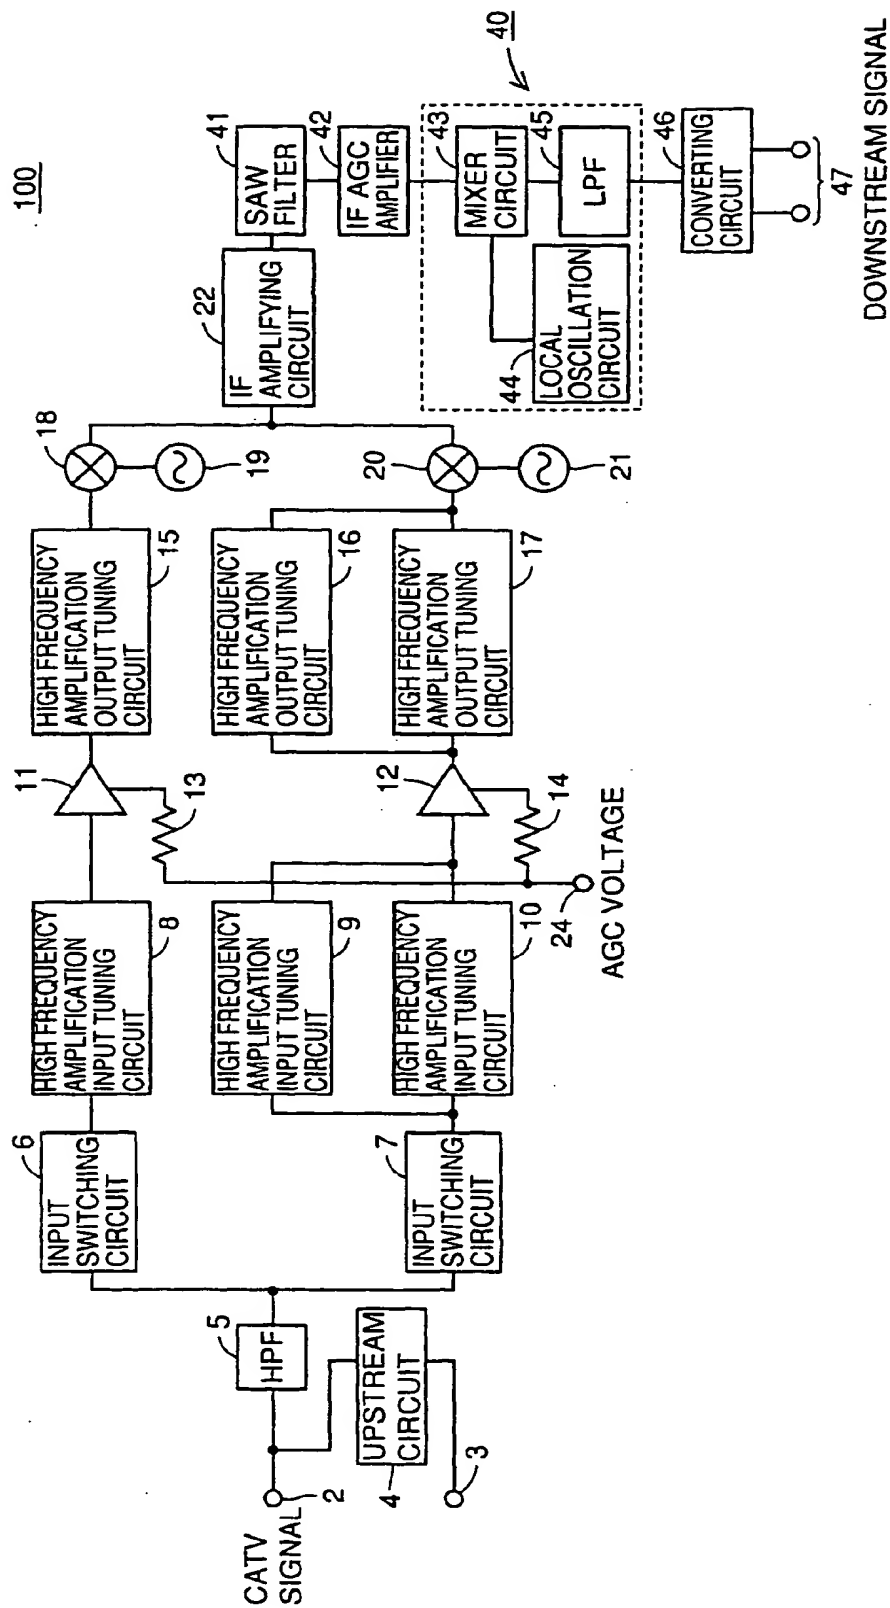 100
CATV
SIGNAL
2
3
UPSTREAM
CIRCUIT
4
HPF
5
INPUT
SWITCHING
CIRCUIT
6
INPUT
SWITCHING
CIRCUIT
7
HIGH FREQUENCY
AMPLIFICATION
INPUT TUNING
CIRCUIT
8
HIGH FREQUENCY
AMPLIFICATION
INPUT TUNING
CIRCUIT
9
HIGH FREQUENCY
AMPLIFICATION
INPUT TUNING
CIRCUIT
10
11
12
13
14
24
AGC VOLTAGE
HIGH FREQUENCY
AMPLIFICATION
OUTPUT TUNING
CIRCUIT
15
HIGH FREQUENCY
AMPLIFICATION
OUTPUT TUNING
CIRCUIT
16
HIGH FREQUENCY
AMPLIFICATION
OUTPUT TUNING
CIRCUIT
17
18
19
20
21
IF
AMPLIFYING
CIRCUIT
22
SAW
FILTER
41
IF AGC
AMPLIFIER
42
40
MIXER
CIRCUIT
43
LOCAL
OSCILLATION
CIRCUIT
44
LPF
45
CONVERTING
CIRCUIT
46
47
DOWNSTREAM SIGNAL